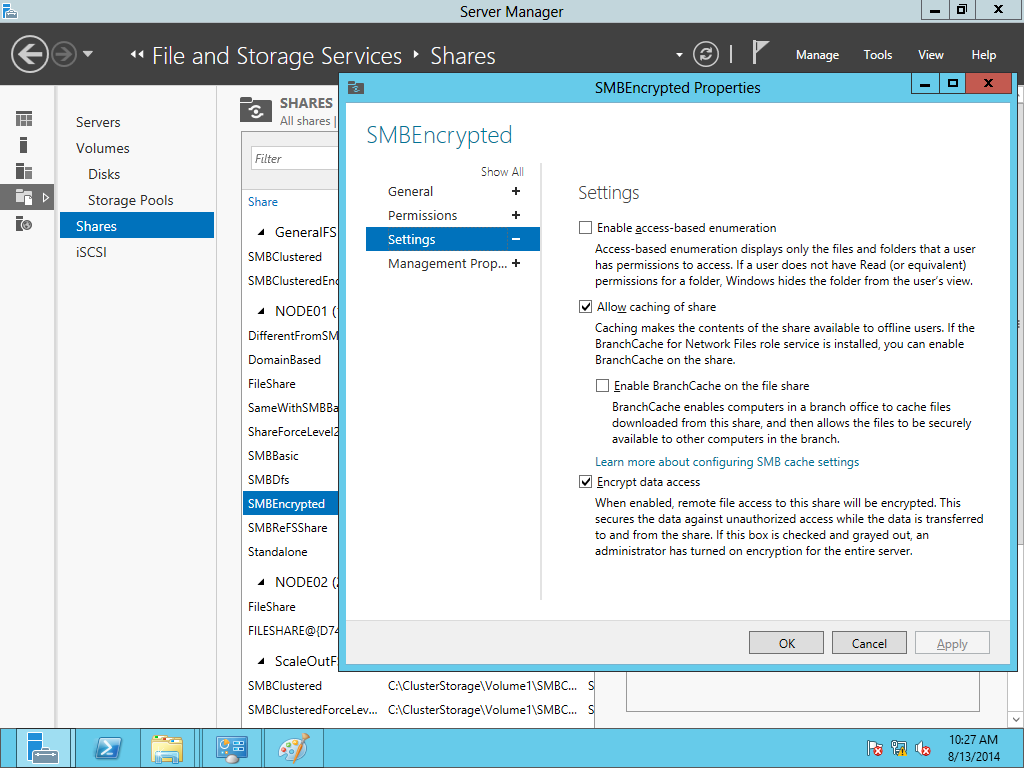 Server Manager
File and Storage Services
Shares
Manage
Tools
View
Help
Servers
Volumes
Disks
Storage Pools
Shares
iSCSI
SHARES
All shares |
Filter
Share
GeneralFS
SMBClustered
SMBClusteredEnc
NODE01 (
DifferentFromSM
DomainBased
FileShare
SameWithSMBBa
ShareForceLevel2
SMBBasic
SMBDfs
SMBEncrypted
SMBReFSShare
Standalone
NODE02 (
FileShare
FILESHARE@{D74
ScaleOutF
SMBClustered C:\ClusterStorage\Volume1\SMBC... S
SMBClusteredForceLev... C:\ClusterStorage\Volume1\SMBC... S
SMBEncrypted Properties
SMBEncrypted
Show All
General +
Permissions +
Settings –
Management Prop... +
Settings
Enable access-based enumeration
Access-based enumeration displays only the files and folders that a user
has permissions to access. If a user does not have Read (or equivalent)
permissions for a folder, Windows hides the folder from the user's view.
Allow caching of share
Caching makes the contents of the share available to offline users. If the
BranchCache for Network Files role service is installed, you can enable
BranchCache on the share.
Enable BranchCache on the file share
BranchCache enables computers in a branch office to cache files
downloaded from this share, and then allows the files to be securely
available to other computers in the branch.
Learn more about configuring SMB cache settings
Encrypt data access
When enabled, remote file access to this share will be encrypted. This
secures the data against unauthorized access while the data is transferred
to and from the share. If this box is checked and grayed out, an
administrator has turned on encryption for the entire server.
OK
Cancel
Apply
10:27 AM
8/13/2014